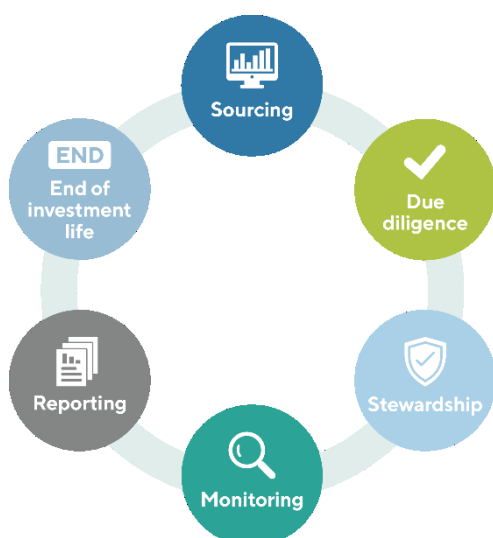 Sourcing
Due
diligence
Stewardship
Monitoring
Reporting
END
End of
investment
life